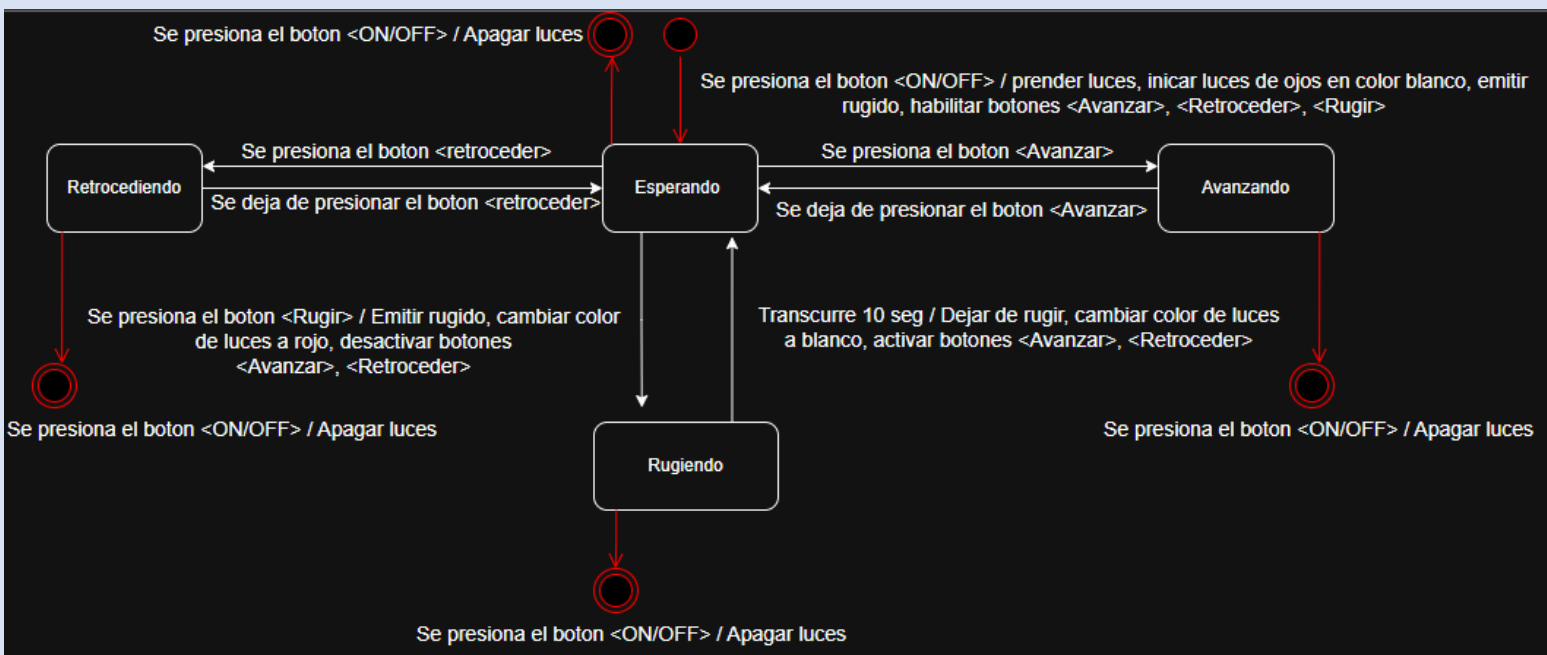 Se presiona el boton <ON/OFF> / Apagar luces
Se presiona el boton <ON/OFF> / prender luces, inicar luces de ojos en color blanco, emitir
rugido, habilitar botones <Avanzar>, <Retroceder>, <Rugir>
Se presiona el boton <retroceder>
Se presiona el boton <Avanzar>
Retrocediendo
Esperando
Avanzando
Se deja de presionar el boton <retroceder>
Se deja de presionar el boton <Avanzar>
Se presiona el boton <Rugir> / Emitir rugido, cambiar color
de luces a rojo, desactivar botones
<Avanzar>, <Retroceder>
Transcurre 10 seg / Dejar de rugir, cambiar color de luces
a blanco, activar botones <Avanzar>, <Retroceder>
Se presiona el boton <ON/OFF> / Apagar luces
Se presiona el boton <ON/OFF> / Apagar luces
Rugiendo
Se presiona el boton <ON/OFF> / Apagar luces